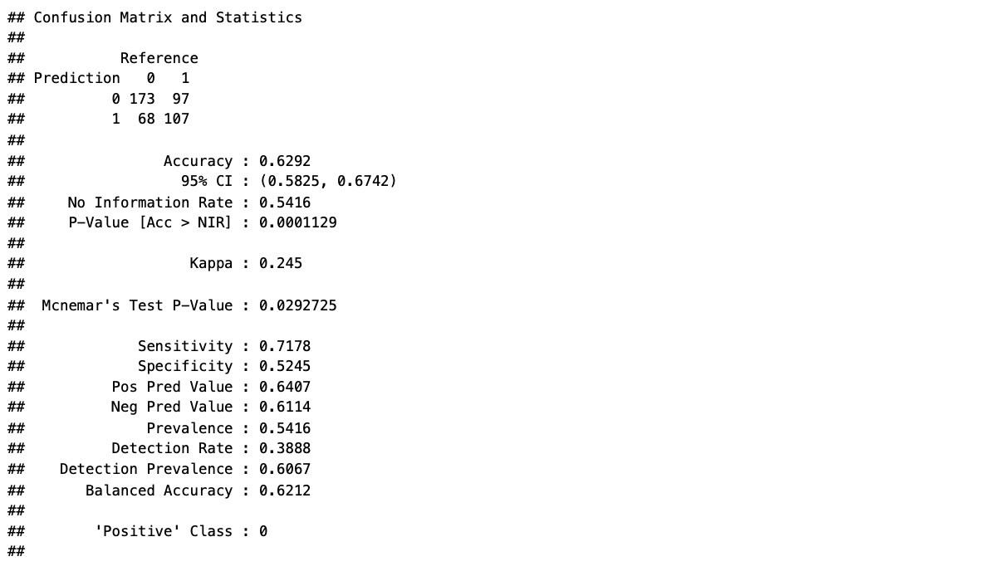 ## Confusion Matrix and Statistics
##
##           Reference
## Prediction   0   1
##          0 173  97
##          1  68 107
##
##                Accuracy : 0.6292
##                  95% CI : (0.5825, 0.6742)
##     No Information Rate : 0.5416
##     P-Value [Acc > NIR] : 0.0001129
##
##                   Kappa : 0.245
##
##  Mcnemar's Test P-Value : 0.0292725
##
##             Sensitivity : 0.7178
##             Specificity : 0.5245
##          Pos Pred Value : 0.6407
##          Neg Pred Value : 0.6114
##              Prevalence : 0.5416
##          Detection Rate : 0.3888
##    Detection Prevalence : 0.6067
##       Balanced Accuracy : 0.6212
##
##        'Positive' Class : 0
##